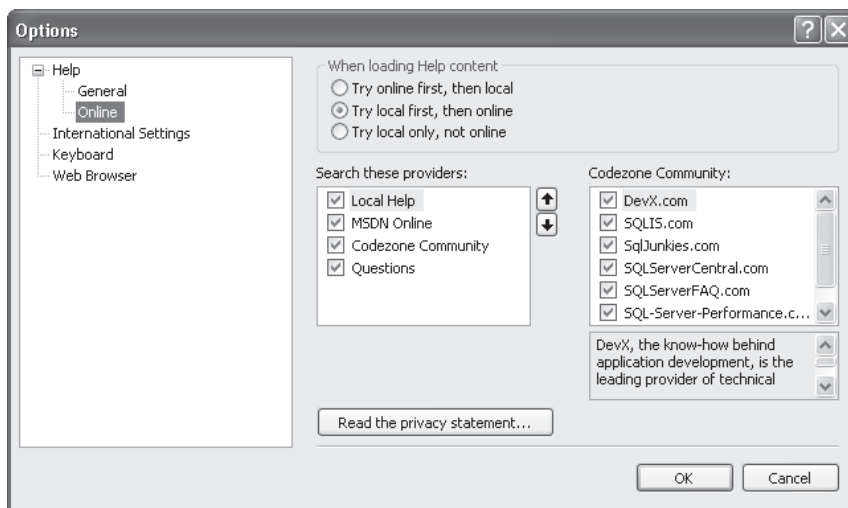 Options
Help
General
Online
International Settings
Keyboard
Web Browser
When loading Help content
Try online first, then local
Try local first, then online
Try local only, not online
Search these providers:
Local Help
MSDN Online
Codezone Community
Questions
Codezone Community:
DevX.com
SQLIS.com
SqlJunkies.com
SQLServerCentral.com
SQLServerFAQ.com
SQL-Server-Performance.c...
DevX, the know-how behind
application development, is the
leading provider of technical
Read the privacy statement...
OK
Cancel